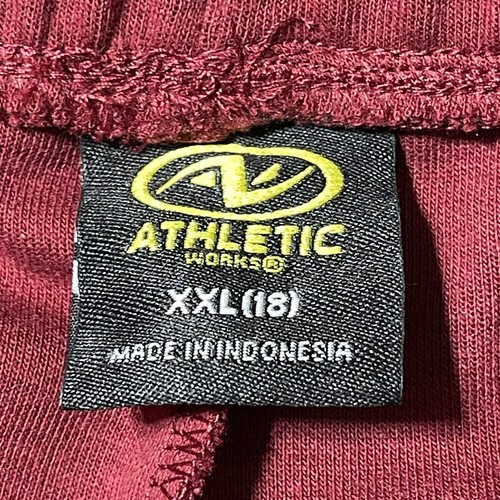 AW
ATHLETIC
WORKS®
XXL(18)
MADE IN INDONESIA